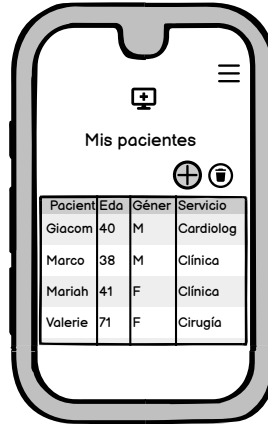 Mis pacientes
Pacient Eda Géner Servicio
Giacom 40 M Cardiolog
Marco 38 M Clínica
Mariah 41 F Clínica
Valerie 71 F Cirugía